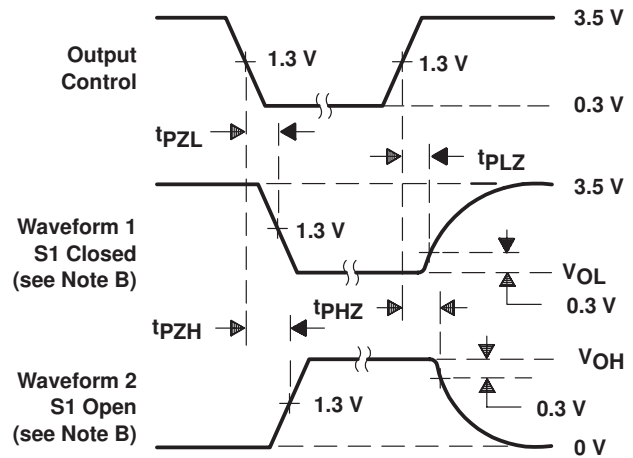 3.5 V
Output
Control
1.3 V
1.3 V
0.3 V
tPZL
tPLZ
3.5 V
Waveform 1
S1 Closed
(see Note B)
1.3 V
VOL
0.3 V
tPZH
tPHZ
VOH
Waveform 2
S1 Open
(see Note B)
1.3 V
0.3 V
0 V